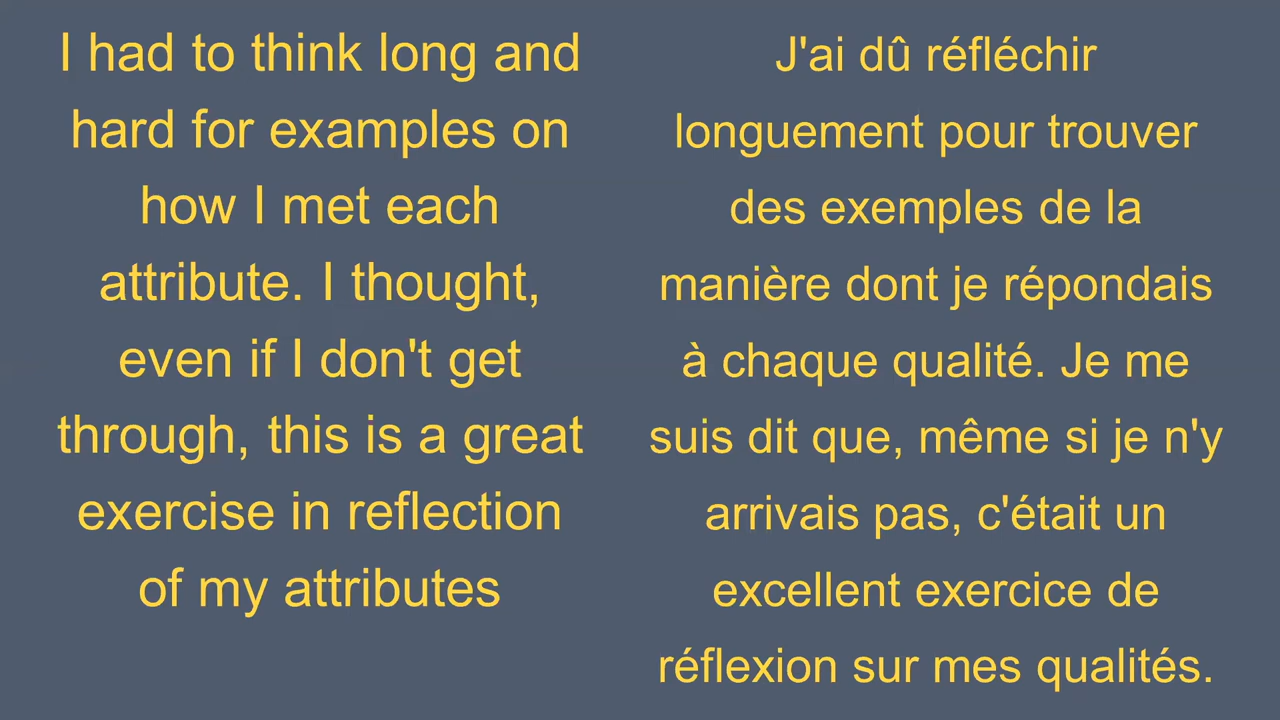 I had to think long and
hard for examples on
how I met each
attribute. I thought,
even if I don't get
through, this is a great
exercise in reflection
of my attributes
J'ai dû réfléchir
longuement pour trouver
des exemples de la
manière dont je répondais
à chaque qualité. Je me
suis dit que, même si je n'y
arrivais pas, c'était un
excellent exercice de
réflexion sur mes qualités.